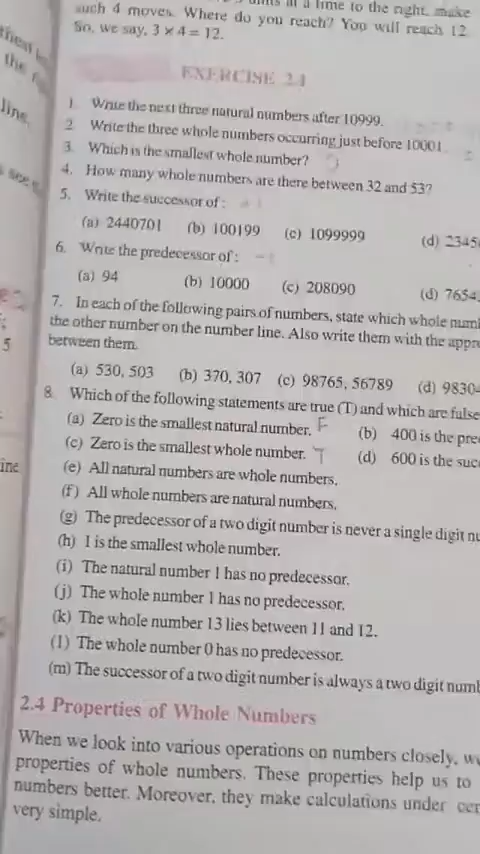 such 4 moves. Where do you reach? You will reach 12.
So, we say, 3 × 4 = 12.
EXERCISE 2.1
1. Write the next three natural numbers after 10999.
2. Write the three whole numbers occurring just before 10001.
3. Which is the smallest whole number?
4. How many whole numbers are there between 32 and 53?
5. Write the successor of :
(a) 2440701 (b) 100199 (c) 1099999 (d) 2345
6. Write the predecessor of :
(a) 94 (b) 10000 (c) 208090 (d) 7654
7. In each of the following pairs of numbers, state which whole
the other number on the number line. Also write them with the
between them.
(a) 530, 503 (b) 370, 307 (c) 98765, 56789 (d) 9830
8. Which of the following statements are true (T) and which are false
(a) Zero is the smallest natural number. F (b) 400 is the
(c) Zero is the smallest whole number. T (d) 600 is the
(e) All natural numbers are whole numbers.
(f) All whole numbers are natural numbers.
(g) The predecessor of a two digit number is never a single digit
(h) 1 is the smallest whole number.
(i) The natural number 1 has no predecessor.
(j) The whole number 1 has no predecessor.
(k) The whole number 13 lies between 11 and 12.
(l) The whole number 0 has no predecessor.
(m) The successor of a two digit number is always a two digit
2.4 Properties of Whole Numbers
When we look into various operations on numbers closely,
properties of whole numbers. These properties help us to
numbers better. Moreover, they make calculations under
very simple.